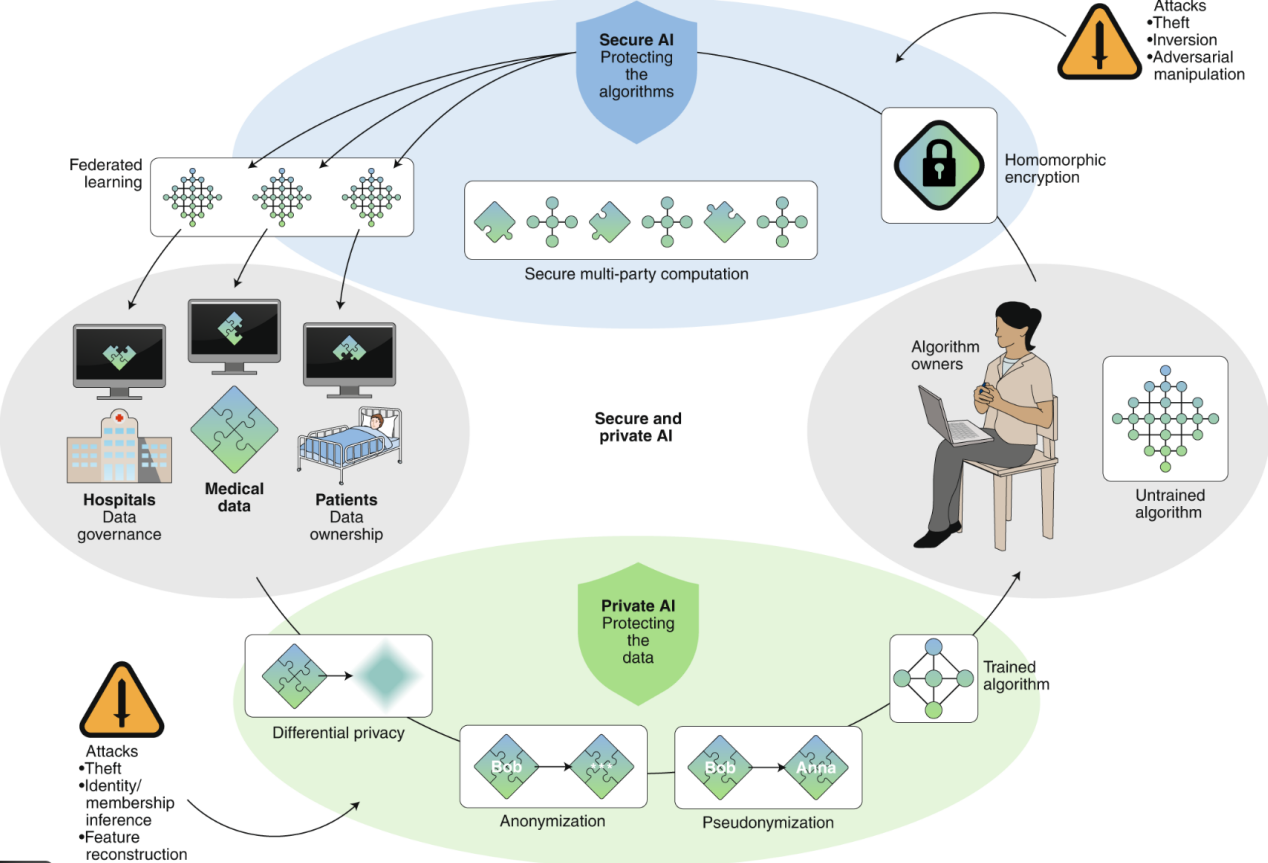 Secure AI
Protecting
the
algorithms
Attacks
•Theft
•Inversion
•Adversarial
manipulation
Federated
learning
Homomorphic
encryption
Secure multi-party computation
Algorithm
owners
Untrained
algorithm
Hospitals
Data
governance
Medical
data
Patients
Data
ownership
Secure and
private AI
Private AI
Protecting
the
data
Differential privacy
Bob
***
Anonymization
Bob
Anna
Pseudonymization
Trained
algorithm
Attacks
•Theft
•Identity/
membership
inference
•Feature
reconstruction